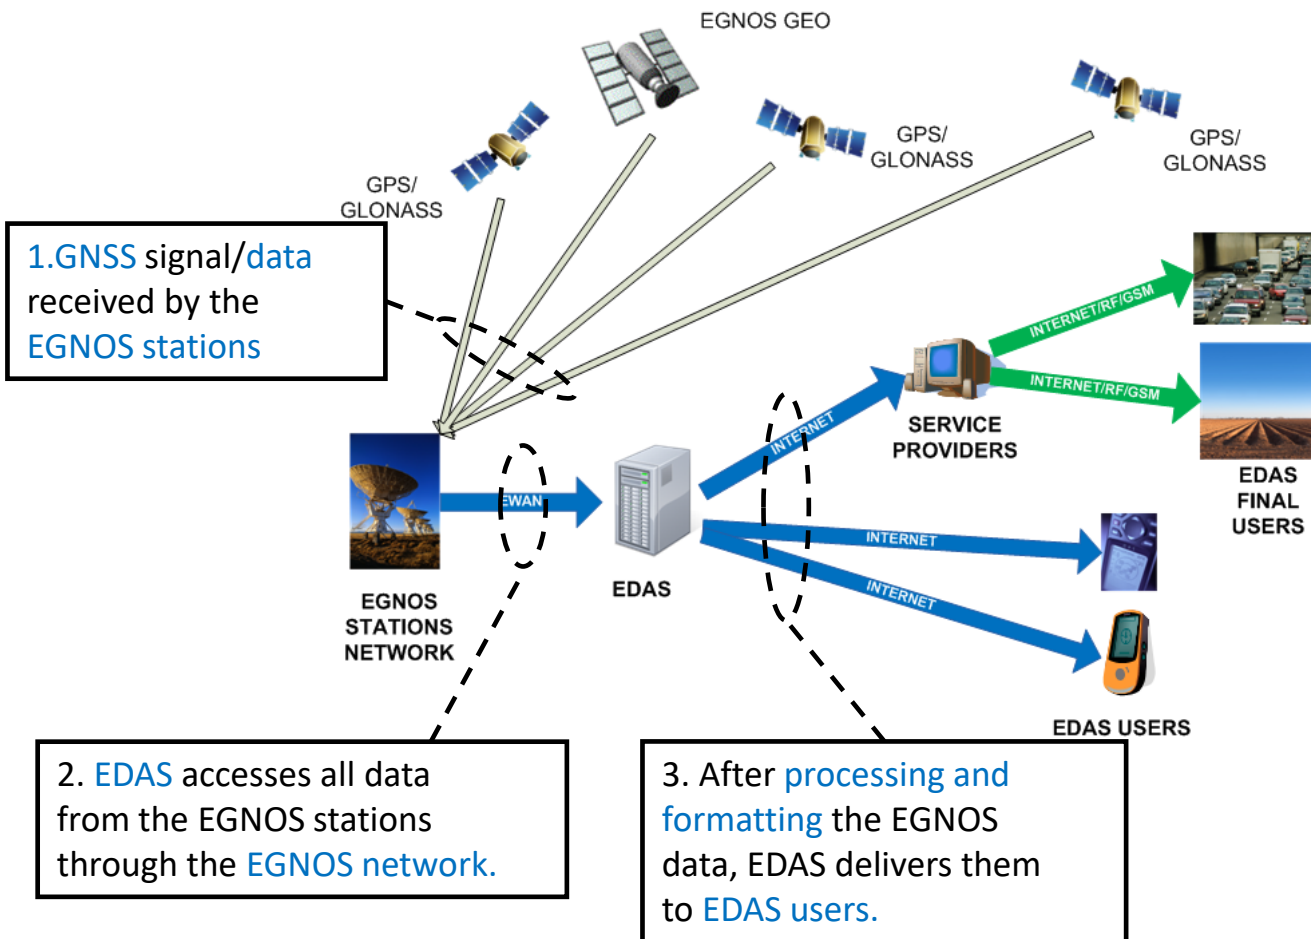 EGNOS GEO
GPS/
GLONASS
GPS/
GLONASS
GPS/
GLONASS
1.GNSS signal/data
received by the
EGNOS stations
INTERNET/RF/GSM
INTERNET/RF/GSM
SERVICE
PROVIDERS
INTERNET
EDAS
FINAL
USERS
EWAN
INTERNET
INTERNET
EDAS
EGNOS
STATIONS
NETWORK
EDAS USERS
2. EDAS accesses all data
from the EGNOS stations
through the EGNOS network.
3. After processing and
formatting the EGNOS
data, EDAS delivers them
to EDAS users.